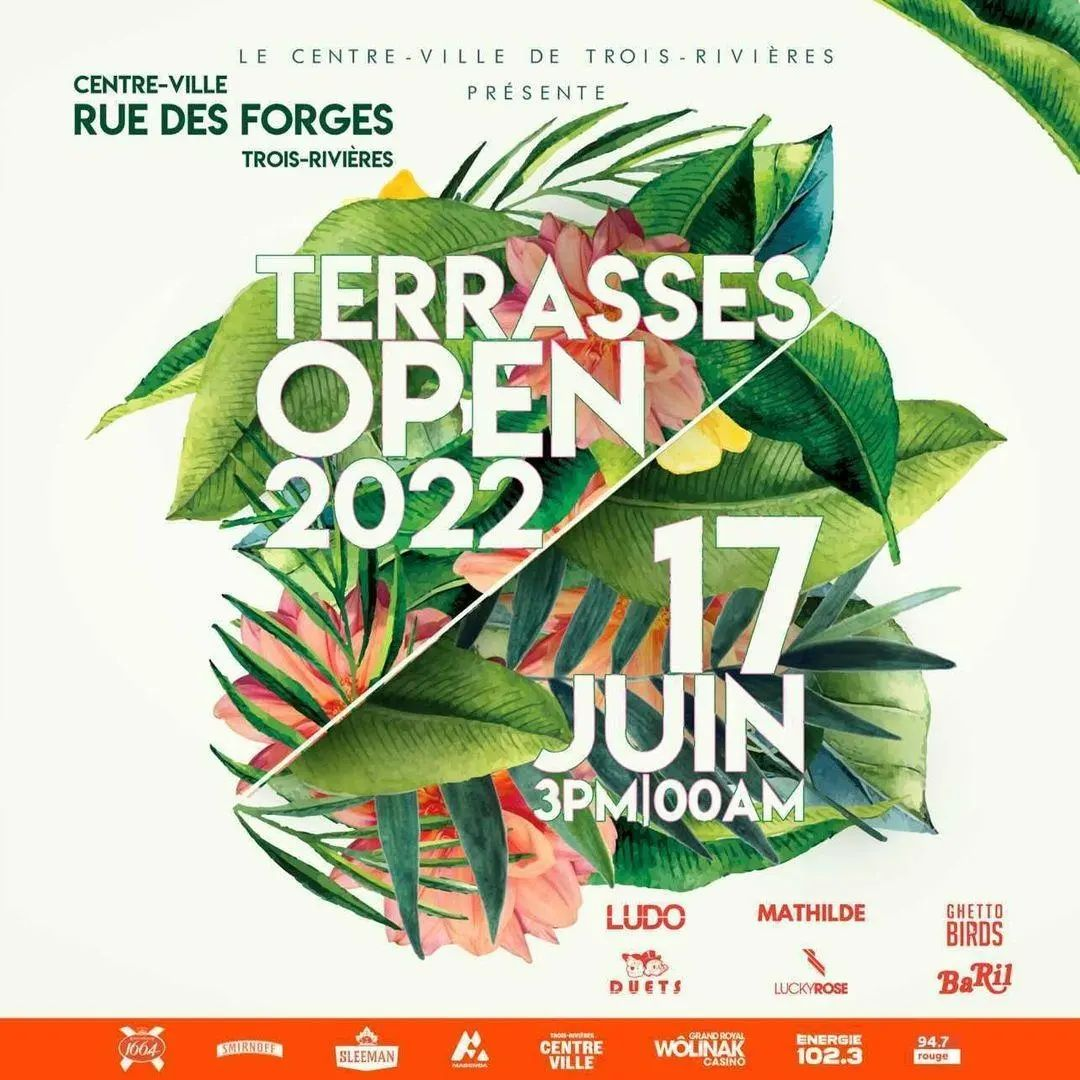 LE CENTRE-VILLE DE TROIS-RIVIÈRES
PRÉSENTE
CENTRE-VILLE
RUE DES FORGES
TROIS-RIVIÈRES
TERRASSES
OPEN
2022
17
JUIN
3PM|00AM
LUDO
MATHILDE
GHETTO
BIRDS
DUETS
LUCKYROSE
BaRil
1664
SMIRNOFF
SLEEMAN
TROIS-RIVIÈRES
CENTRE
VILLE
GRAND ROYAL
WÔLINAK
CASINO
ENERGIE
102.3
94.7
rouge